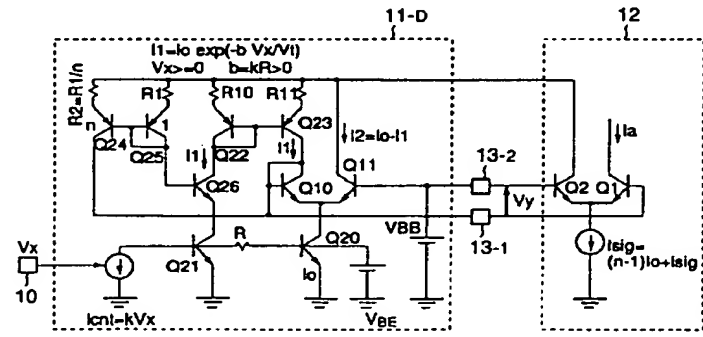 11-D
12
I1=Io exp(-b Vx/Vt)
Vx>=0 b=kR>0
R2=R1/n
R1
R10
R11
n
1
Q24
Q25
Q22
Q23
I1
I1
I2=Io-I1
Ia
Q26
Q10
Q11
13-2
Q2
Q1
Vy
VBB
13-1
Vx
10
R
Q21
Q20
Io
VBE
Icnt=kVx
Isig=
(n-1)Io+Isig